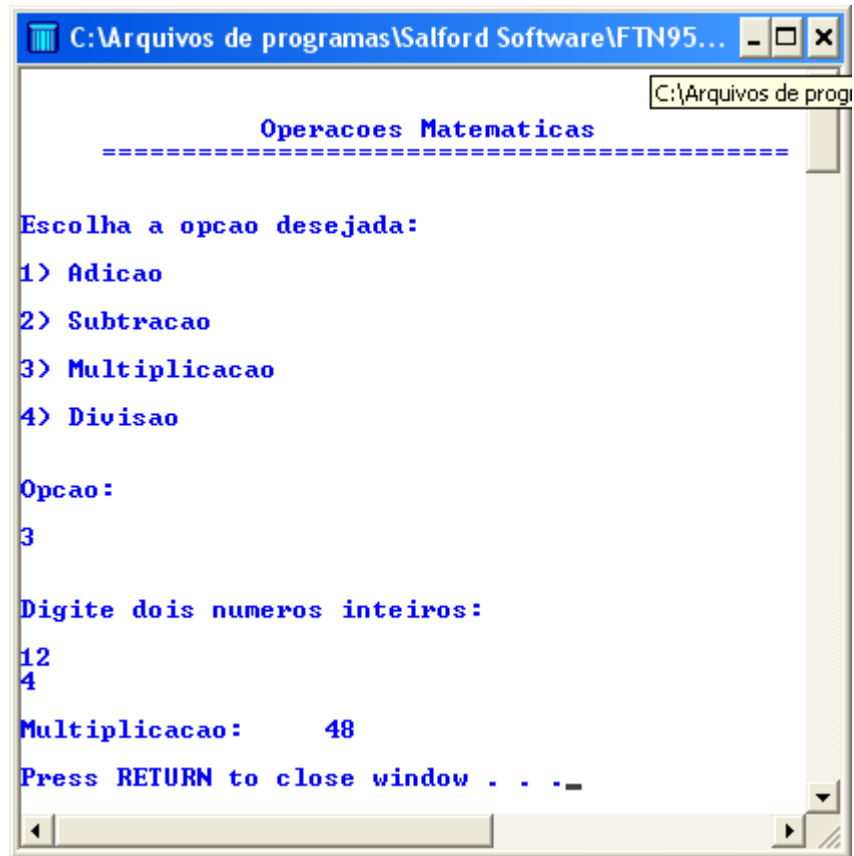 C:\Arquivos de programas\Salford Software\FTN95...
C:\Arquivos de progr
Operacoes Matematicas
===========================================
Escolha a opcao desejada:
1) Adicao
2) Subtracao
3) Multiplicacao
4) Divisao
Opcao:
3
Digite dois numeros inteiros:
12
4
Multiplicacao:     48
Press RETURN to close window . . ._